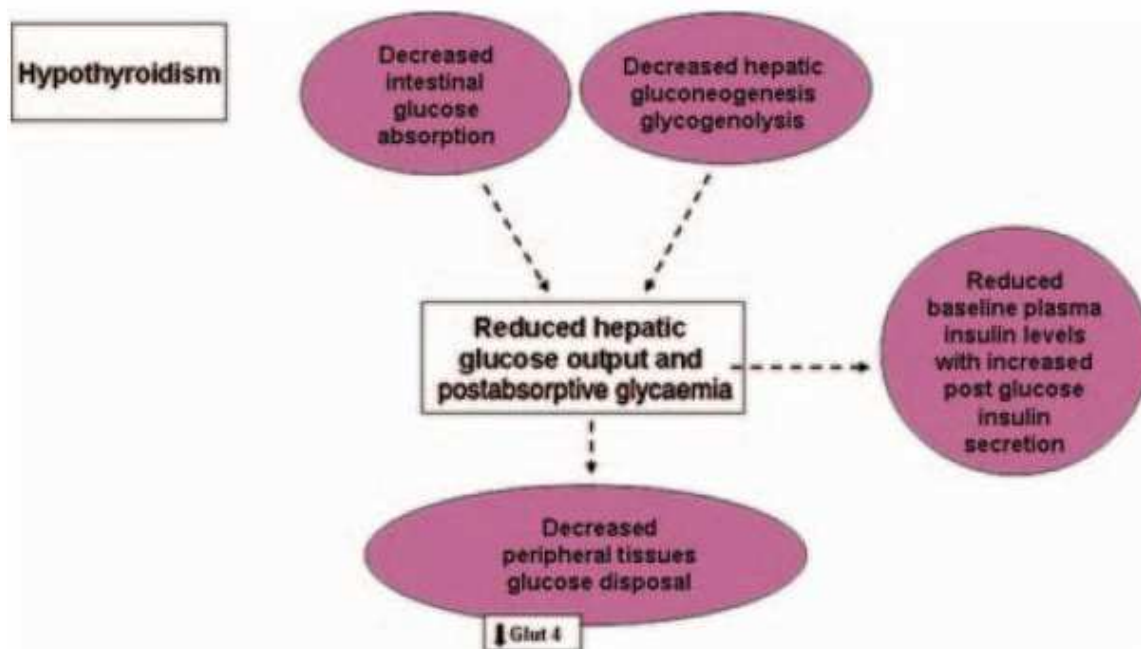 Hypothyroidism
Decreased
intestinal
glucose
absorption
Decreased hepatic
gluconeogenesis
glycogenolysis
Reduced hepatic
glucose output and
postabsorptive glycaemia
Reduced
baseline plasma
insulin levels
with increased
post glucose
insulin
secretion
Decreased
peripheral tissues
glucose disposal
⬇Glut 4